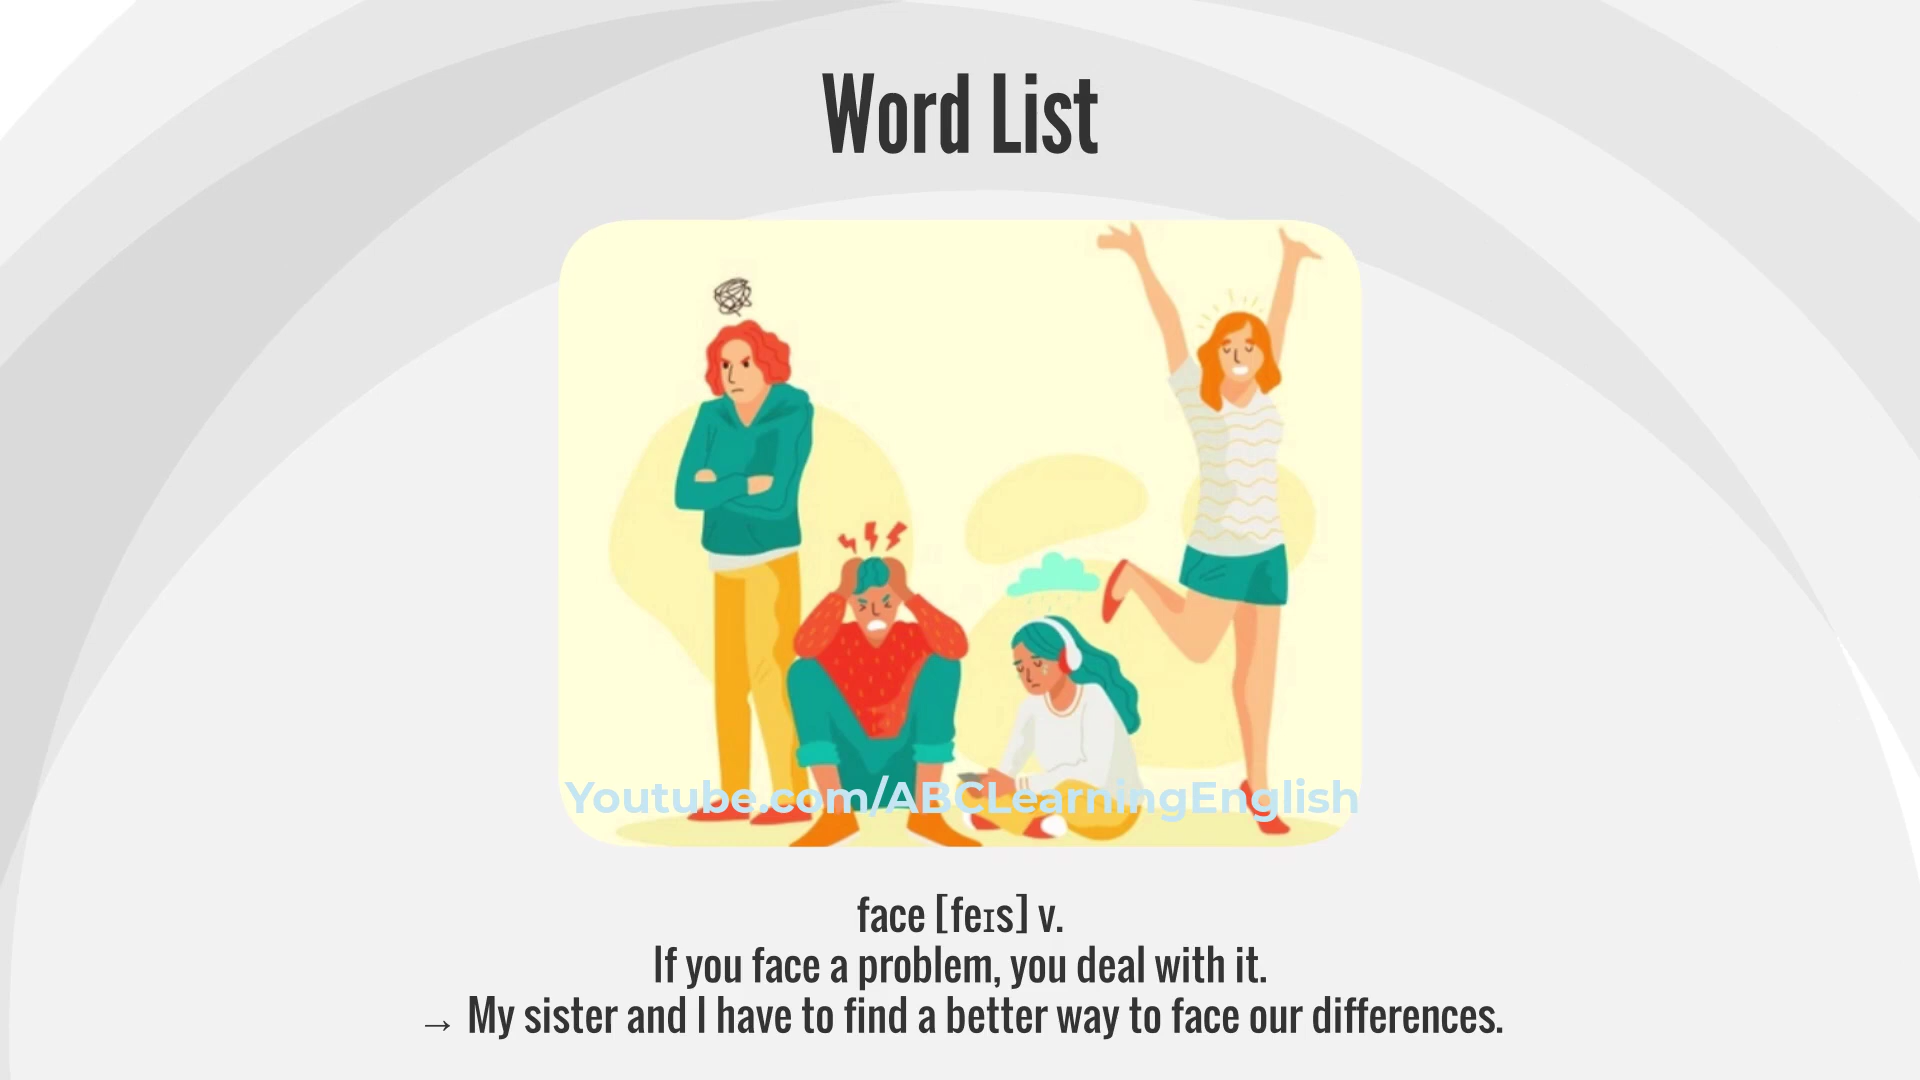 Word List
Youtube.com/ABCLearningEnglish
face [feɪs] v.
If you face a problem, you deal with it.
→ My sister and I have to find a better way to face our differences.